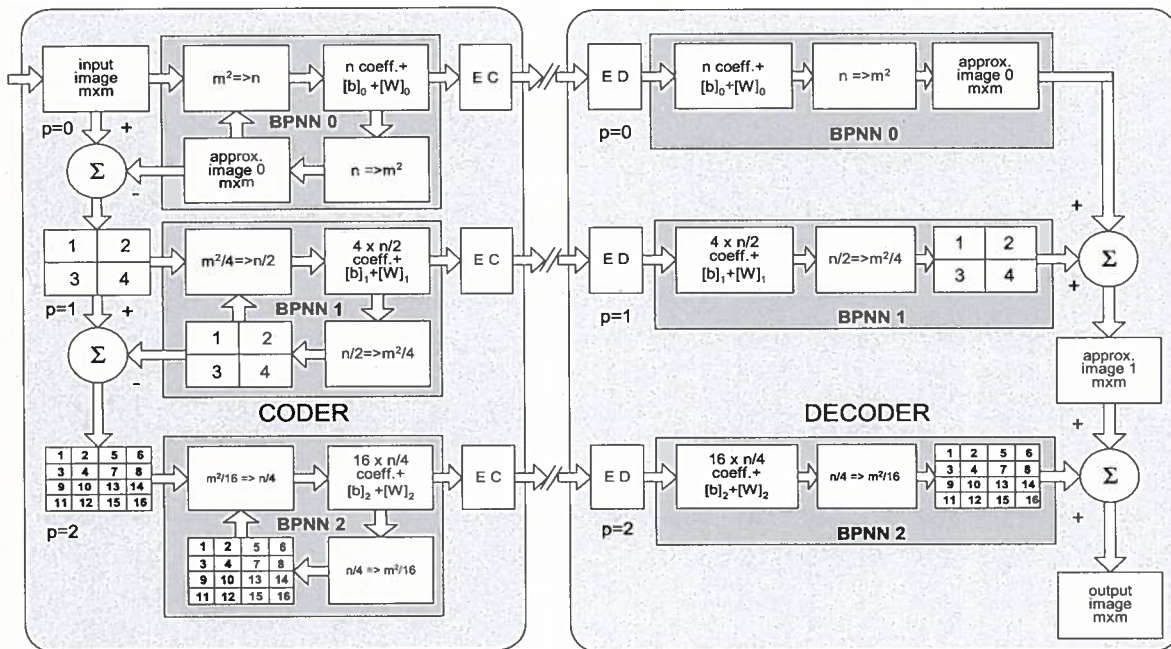 input
image
mxm
m²=>n
n coeff.+
[b]₀+[W]₀
E C
BPNN 0
p=0
+
Σ
-
approx.
image 0
mxm
n =>m²
1 2
3 4
m²/4=>n/2
4 x n/2
coeff.+
[b]₁+[W]₁
E C
BPNN 1
p=1
+
Σ
-
1 2
3 4
n/2=>m²/4
CODER
1 2 5 6
3 4 7 8
9 10 13 14
11 12 15 16
p=2
m²/16 => n/4
16 x n/4
coeff.+
[b]₂+[W]₂
E C
BPNN 2
1 2 5 6
3 4 7 8
9 10 13 14
11 12 15 16
n/4 => m²/16
E D
p=0
n coeff.+
[b]₀+[W]₀
n =>m²
approx.
image 0
mxm
BPNN 0
+
E D
p=1
4 x n/2
coeff.+
[b]₁+[W]₁
n/2=>m²/4
1 2
3 4
BPNN 1
+
Σ
approx.
image 1
mxm
DECODER
+
E D
p=2
16 x n/4
coeff.+
[b]₂+[W]₂
n/4 => m²/16
1 2 5 6
3 4 7 8
9 10 13 14
11 12 15 16
BPNN 2
Σ
+
output
image
mxm